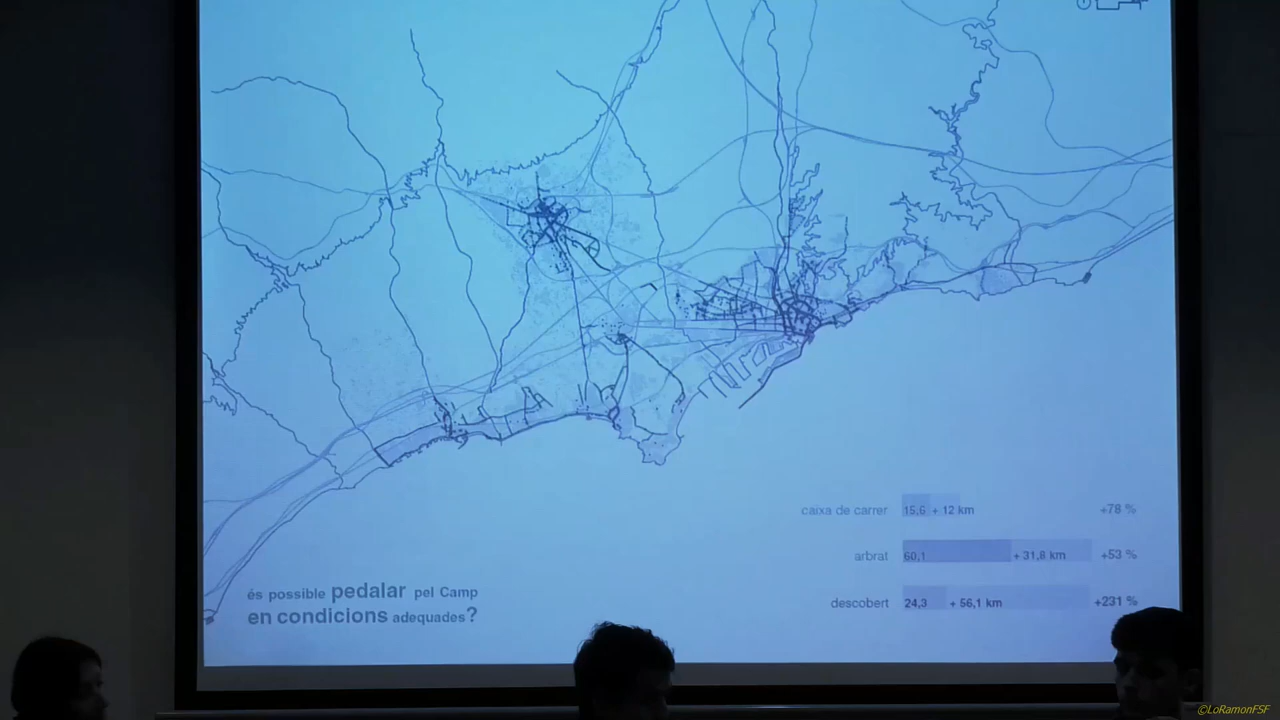 caixa de carrer 15,6 + 12 km +78 %
arbrat 60,1 + 31,8 km +53 %
descobert 24,3 + 56,1 km +231 %
és possible pedalar pel Camp
en condicions adequades?
©LoRamonFSF